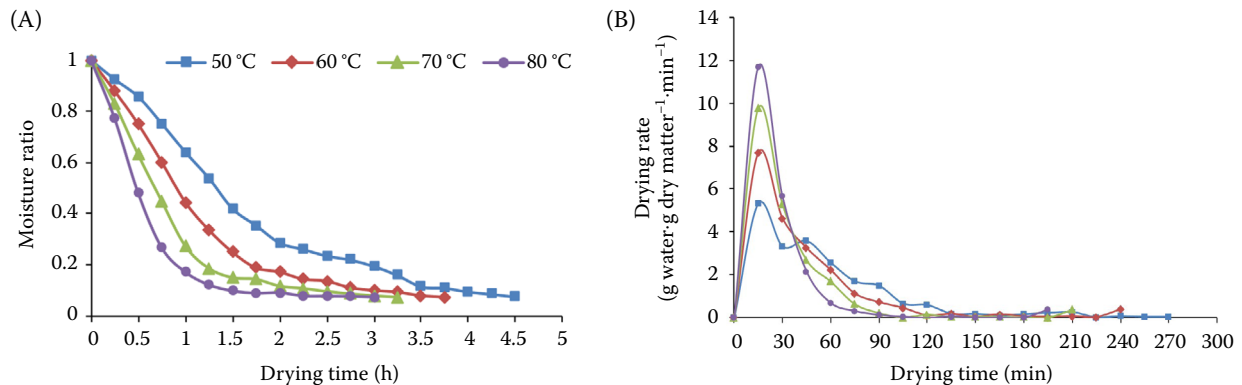 (A)
1
0.8
0.6
0.4
0.2
0
Moisture ratio
50 °C 60 °C 70 °C 80 °C
0 0.5 1 1.5 2 2.5 3 3.5 4 4.5 5
Drying time (h)
(B)
14
12
10
8
6
4
2
0
Drying rate
(g water·g dry matter⁻¹·min⁻¹)
0 30 60 90 120 150 180 210 240 270 300
Drying time (min)